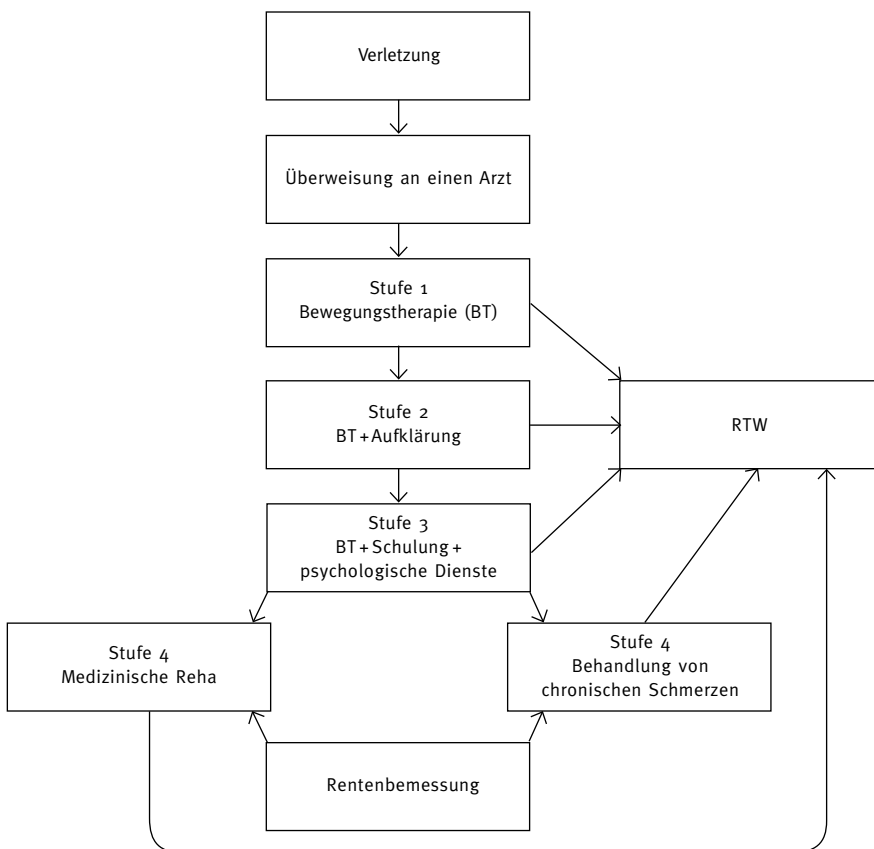 Verletzung
Überweisung an einen Arzt
Stufe 1
Bewegungstherapie (BT)
Stufe 2
BT+Aufklärung
RTW
Stufe 3
BT+Schulung+
psychologische Dienste
Stufe 4
Medizinische Reha
Stufe 4
Behandlung von
chronischen Schmerzen
Rentenbemessung